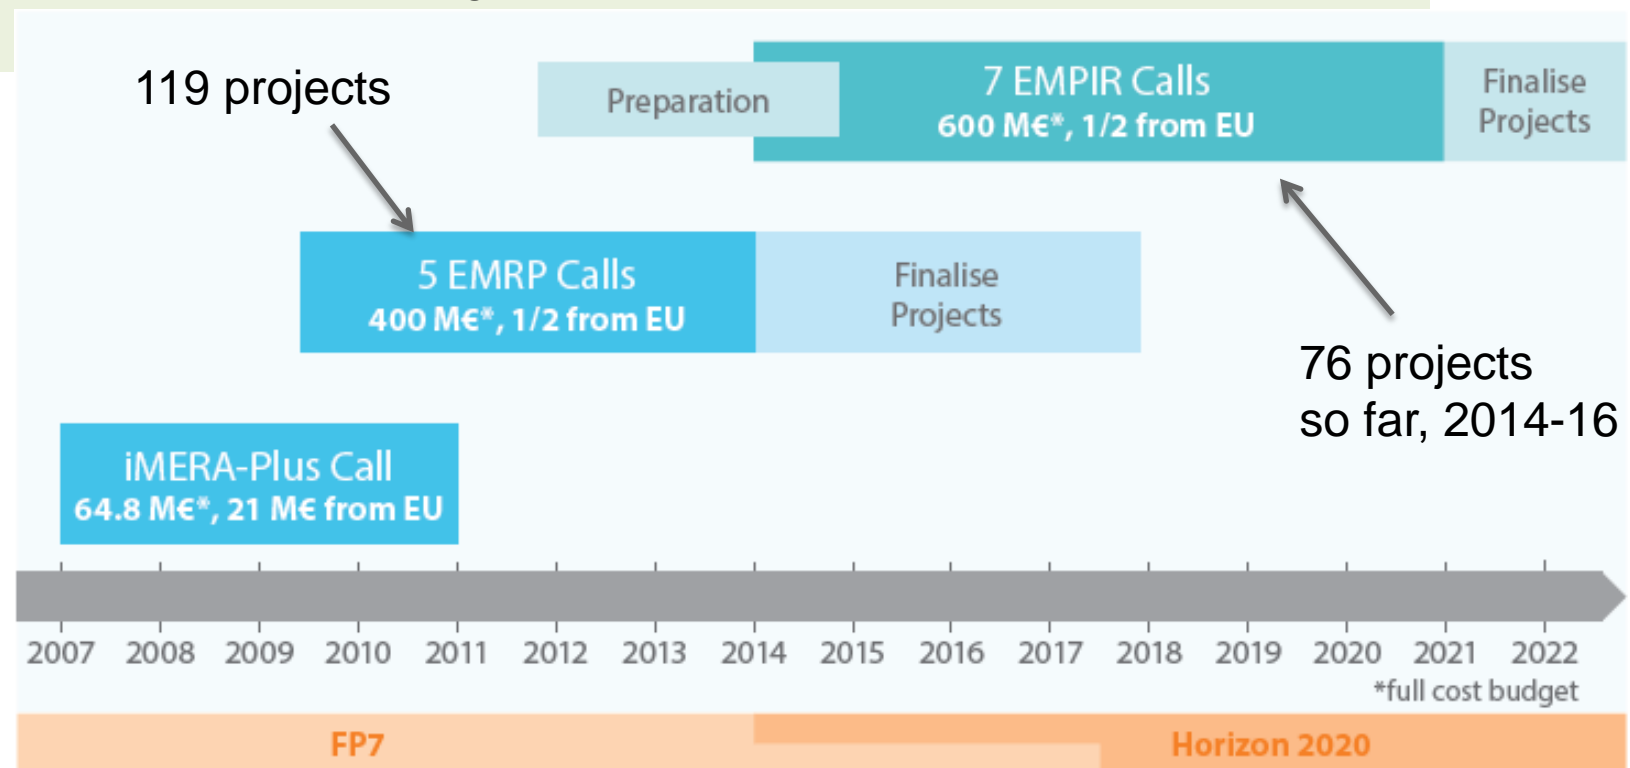 119 projects
Preparation
7 EMPIR Calls
600 M€*, 1/2 from EU
Finalise
Projects
5 EMRP Calls
400 M€*, 1/2 from EU
Finalise
Projects
76 projects
so far, 2014-16
iMERA-Plus Call
64.8 M€*, 21 M€ from EU
2007 2008 2009 2010 2011 2012 2013 2014 2015 2016 2017 2018 2019 2020 2021 2022
*full cost budget
FP7 Horizon 2020